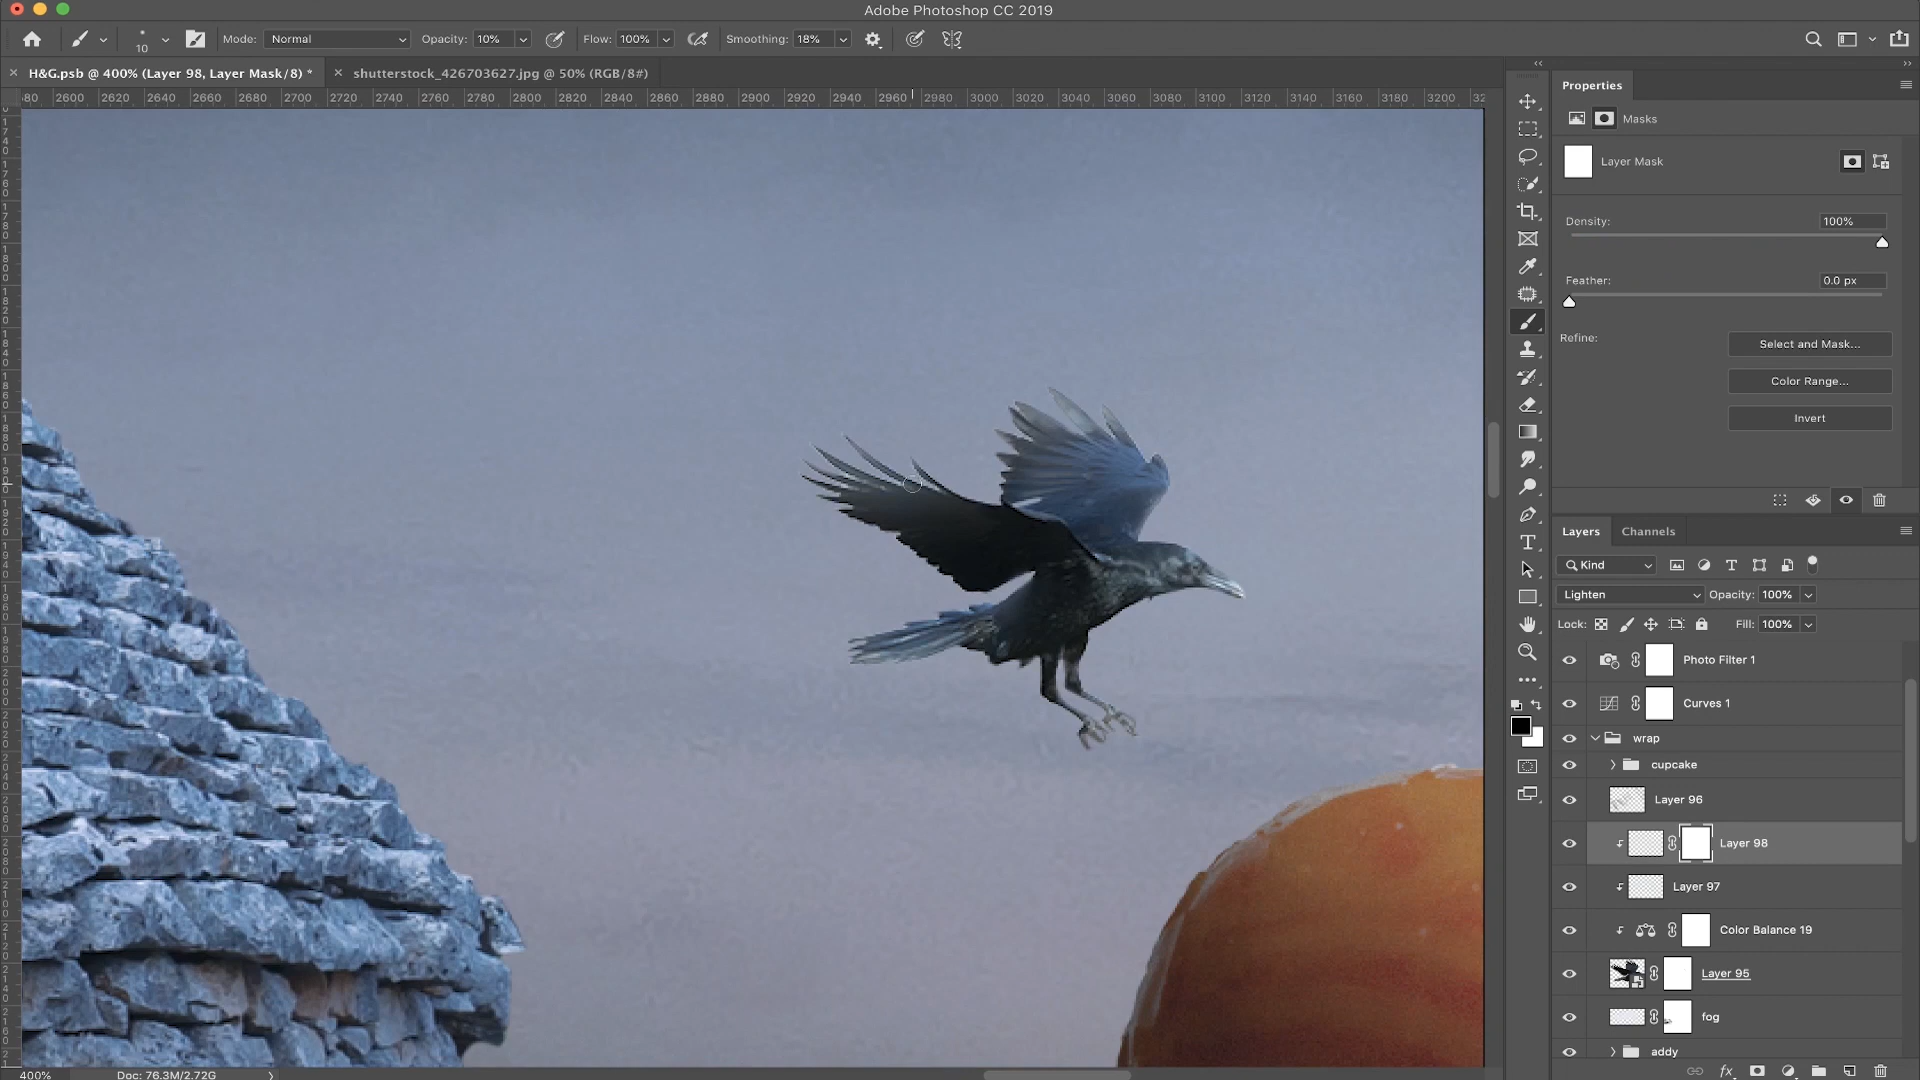 Adobe Photoshop CC 2019
10
Mode: Normal Opacity: 10% Flow: 100% Smoothing: 18%
H&G.psb @ 400% (Layer 98, Layer Mask/8) * shutterstock_426703627.jpg @ 50% (RGB/8#)
2600 2620 2640 2660 2680 2700 2720 2740 2760 2780 2800 2820 2840 2860 2880 2900 2920 2940 2960 2980 3000 3020 3040 3060 3080 3100 3120 3140 3160 3180 3200
Properties
Masks
Layer Mask
Density: 100%
Feather: 0.0 px
Refine: Select and Mask...
Color Range...
Invert
Layers Channels
Kind
Lighten Opacity: 100%
Lock: Fill: 100%
Photo Filter 1
Curves 1
wrap
cupcake
Layer 96
Layer 98
Layer 97
Color Balance 19
Layer 95
fog
addy
fx
400% Doc: 76.3M/2.72G